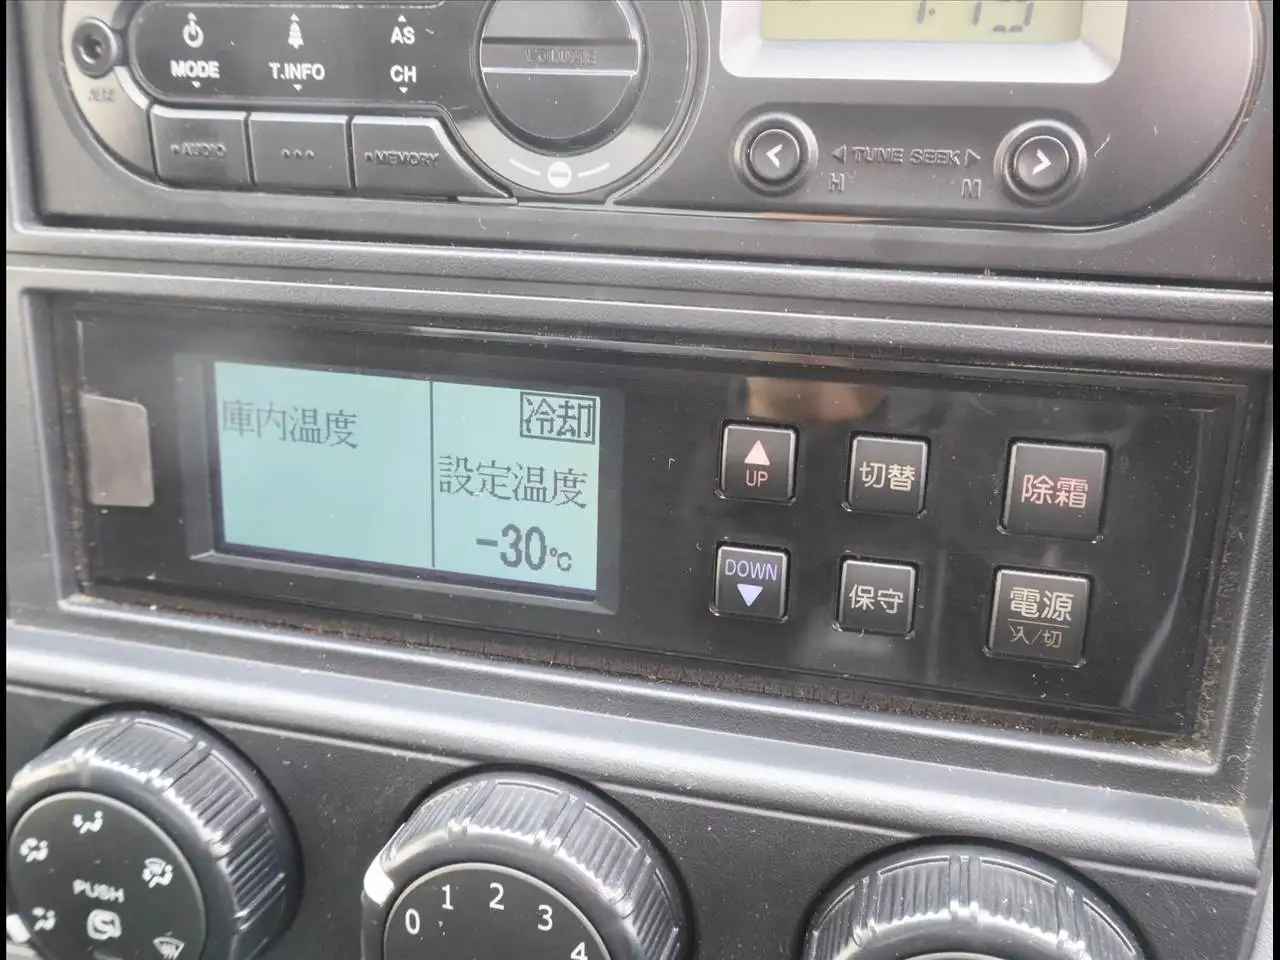 MODE
T.INFO
AS
CH
VOLUME
AUDIO
MEMORY
TUNE SEEK
H
M
庫内温度
冷却
設定温度
-30℃
UP
切替
除霜
DOWN
保守
電源
入/切
PUSH
0 1 2 3 4